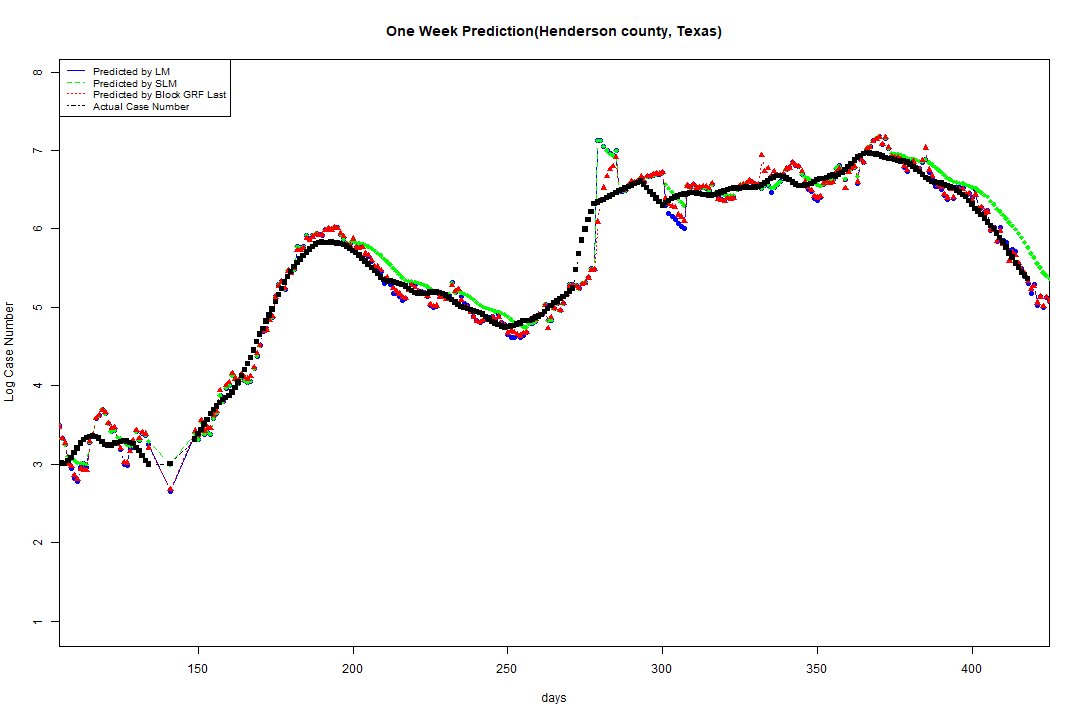 One Week Prediction(Henderson county, Texas)
Predicted by LM
Predicted by SLM
Predicted by Block GRF Last
Actual Case Number
8
7
6
5
4
3
2
1
Log Case Number
150 200 250 300 350 400
days